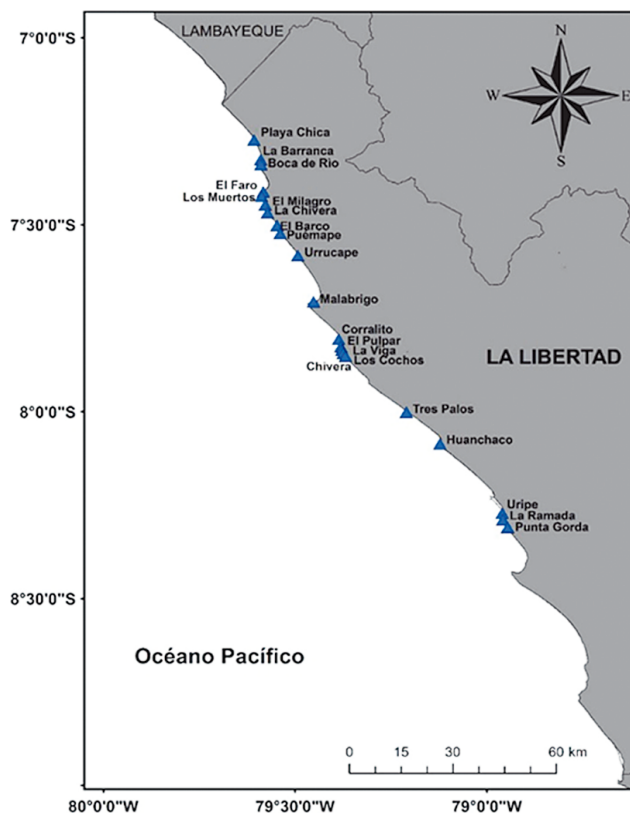 7°0'0"S
LAMBAYEQUE
N
W
E
S
Playa Chica
La Barranca
Boca de Rio
El Faro
Los Muertos
El Milagro
La Chivera
7°30'0"S
El Barco
Puémape
Urrucape
Malabrigo
Corralito
El Pulpar
La Viga
Los Cochos
Chivera
LA LIBERTAD
8°0'0"S
Tres Palos
Huanchaco
Uripe
La Ramada
Punta Gorda
8°30'0"S
Océano Pacífico
0 15 30 60 km
80°0'0"W 79°30'0"W 79°0'0"W